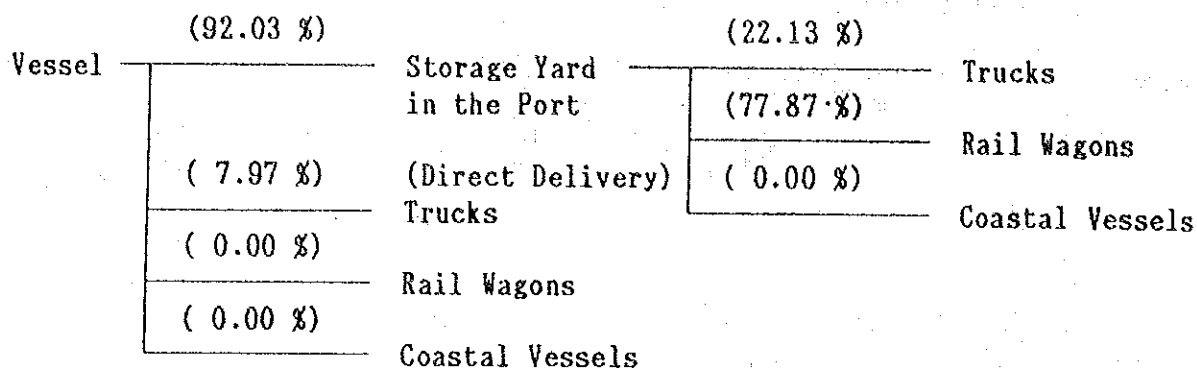 (92.03 %) (22.13 %)
Vessel Storage Yard Trucks
in the Port (77.87 %)
Rail Wagons
( 7.97 %) (Direct Delivery) ( 0.00 %)
Trucks Coastal Vessels
( 0.00 %)
Rail Wagons
( 0.00 %)
Coastal Vessels